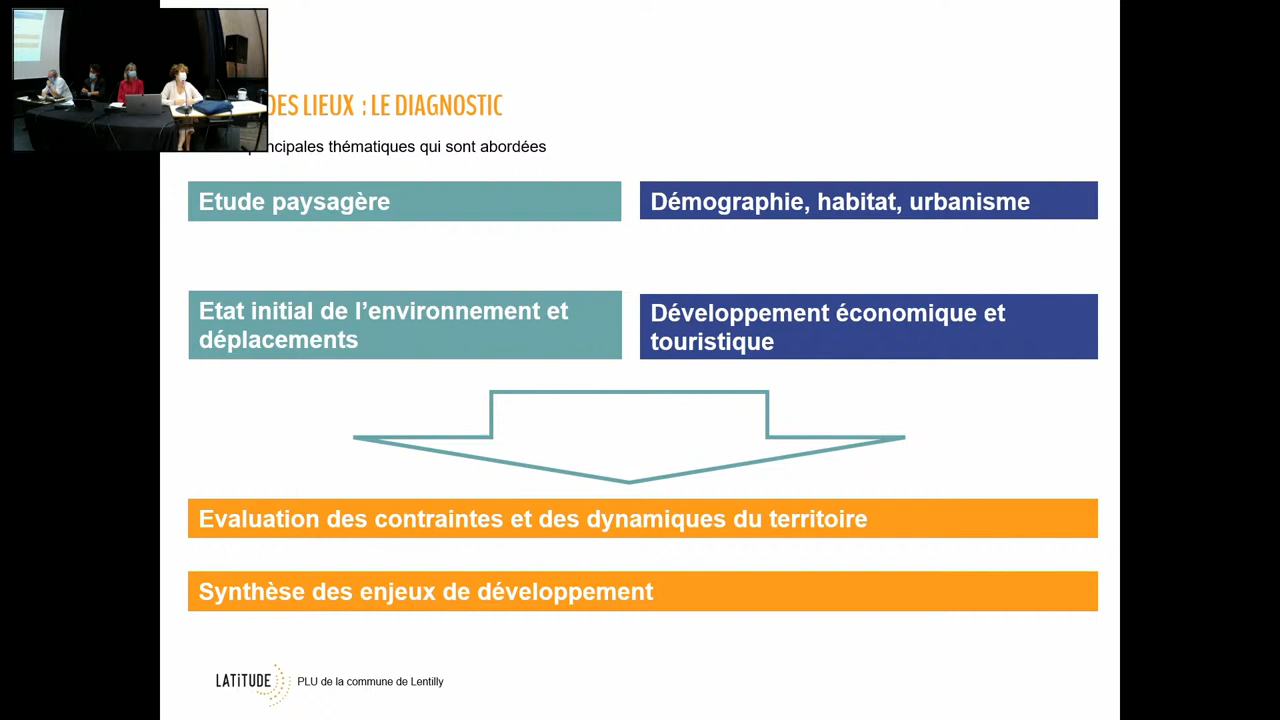 DES LIEUX : LE DIAGNOSTIC
thématiques qui sont abordées
Etude paysagère
Démographie, habitat, urbanisme
Etat initial de l’environnement et
déplacements
Développement économique et
touristique
Evaluation des contraintes et des dynamiques du territoire
Synthèse des enjeux de développement
LATiTUDE
PLU de la commune de Lentilly